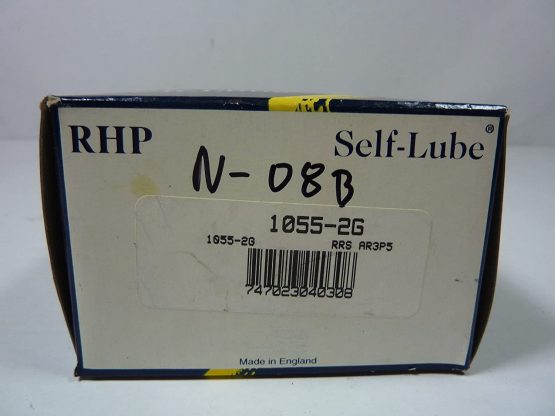 RHP Self-Lube®
N-08B
1055-2G
1055-2G RRS AR3P5
747023040308
Made in England